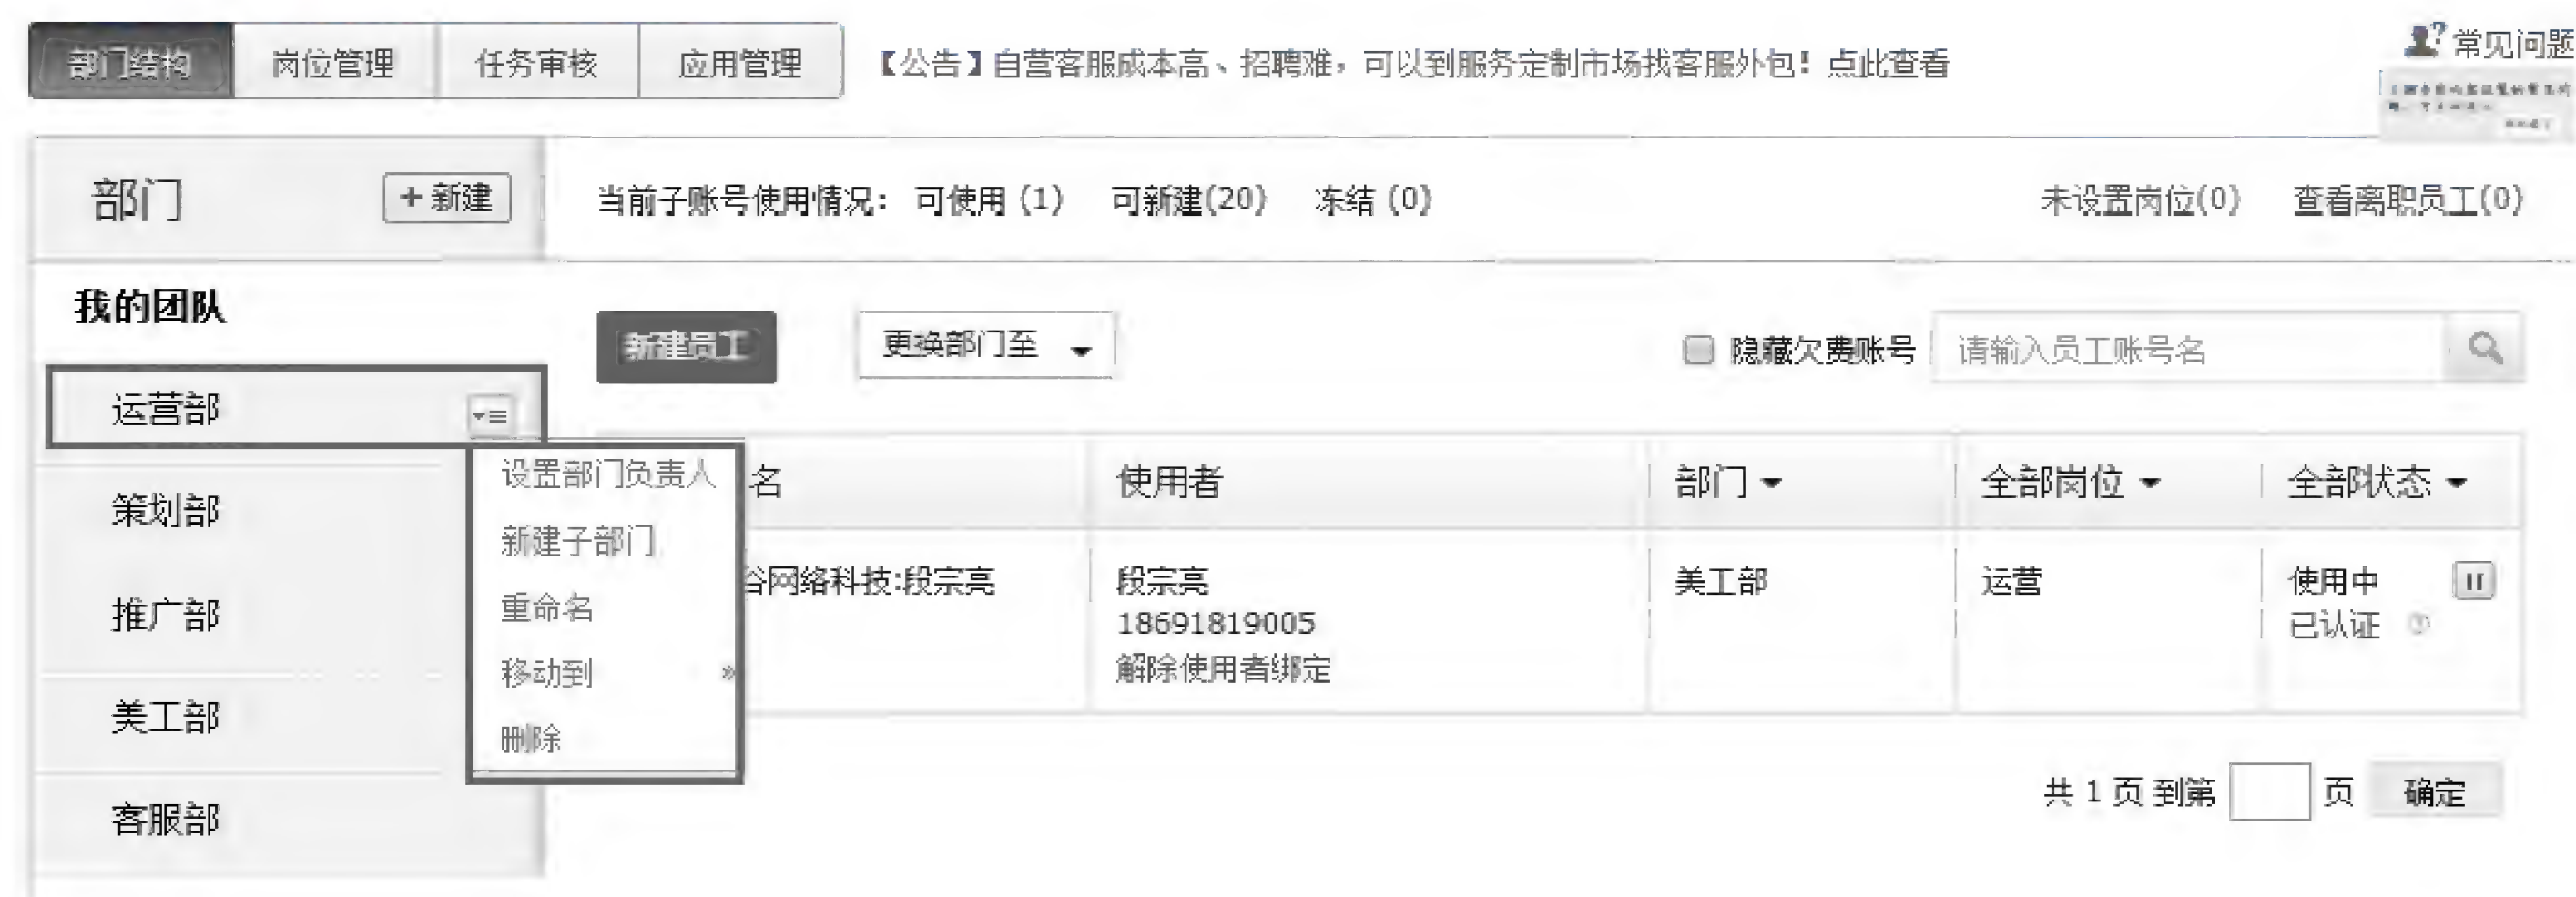 部门结构 岗位管理 任务审核 应用管理 【公告】自营客服成本高、招聘难，可以到服务定制市场找客服外包！点此查看 常见问题
部门 +新建 当前子账号使用情况： 可使用 (1) 可新建(20) 冻结 (0) 未设置岗位(0) 查看离职员工(0)
我的团队
新建员工 更换部门至 隐藏欠费账号 请输入员工账号名
运营部
设置部门负责人 名 使用者 部门 全部岗位 全部状态
策划部
新建子部门
谷网络科技:段宗亮 段宗亮 美工部 运营 使用中
推广部 重命名 18691819005 已认证
移动到 » 解除使用者绑定
美工部
删除
客服部 共 1 页 到第 页 确定